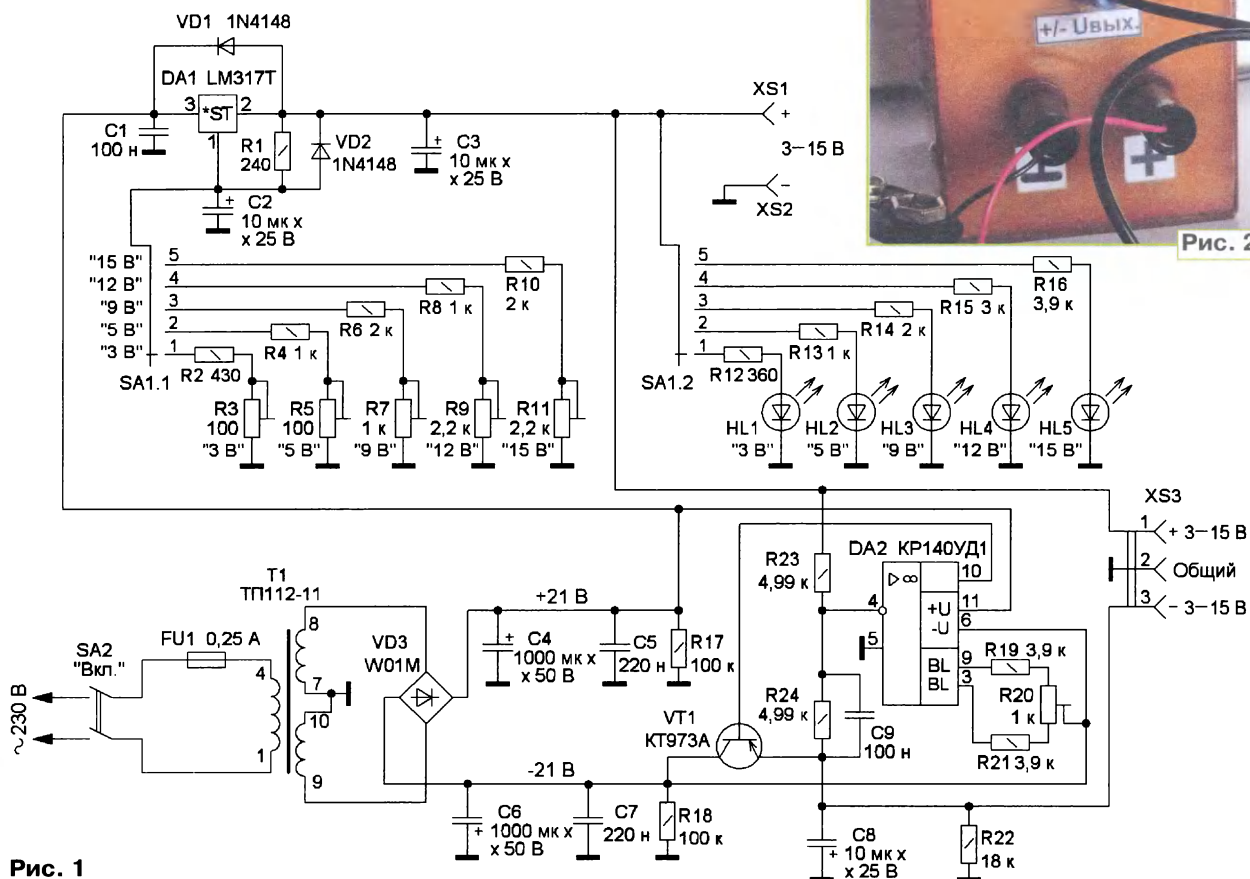 VD1 1N4148
DA1 LM317T
3
*ST
2
1
C1
100 н
R1
240
VD2
1N4148
C2
10 мк х
х 25 В
C3
10 мк х
х 25 В
XS1
+
3–15 В
–
XS2
+/- Uвых.
+
Рис. 2
"15 В"
"12 В"
"9 В"
"5 В"
"3 В"
5
4
3
2
1
SA1.1
R10
2 к
R8 1 к
R6 2 к
R4 1 к
R2 430
R3
100
"3 В"
R5
100
"5 В"
R7
1 к
"9 В"
R9
2,2 к
"12 В"
R11
2,2 к
"15 В"
5
4
3
2
1
SA1.2
R16
3,9 к
R15 3 к
R14 2 к
R13 1 к
R12 360
HL1
"3 В"
HL2
"5 В"
HL3
"9 В"
HL4
"12 В"
HL5
"15 В"
XS3
1
+ 3–15 В
2
Общий
3
– 3–15 В
R23
4,99 к
DA2 КР140УД1
▷ ∞
4
5
+U
-U
BL
BL
10
11
6
9
3
R19 3,9 к
R20
1 к
R21 3,9 к
R24
4,99 к
C9
100 н
VT1
КТ973А
T1
ТП112-11
SA2
"Вкл."
FU1 0,25 А
~230 В
4
1
8
7
10
9
VD3
W01M
+21 В
C4
+
1000 мк х
х 50 В
C5
220 н
R17
100 к
-21 В
C6
+ 1000 мк х
х 50 В
C7
220 н
R18
100 к
C8
+ 10 мк х
х 25 В
R22
18 к
Рис. 1